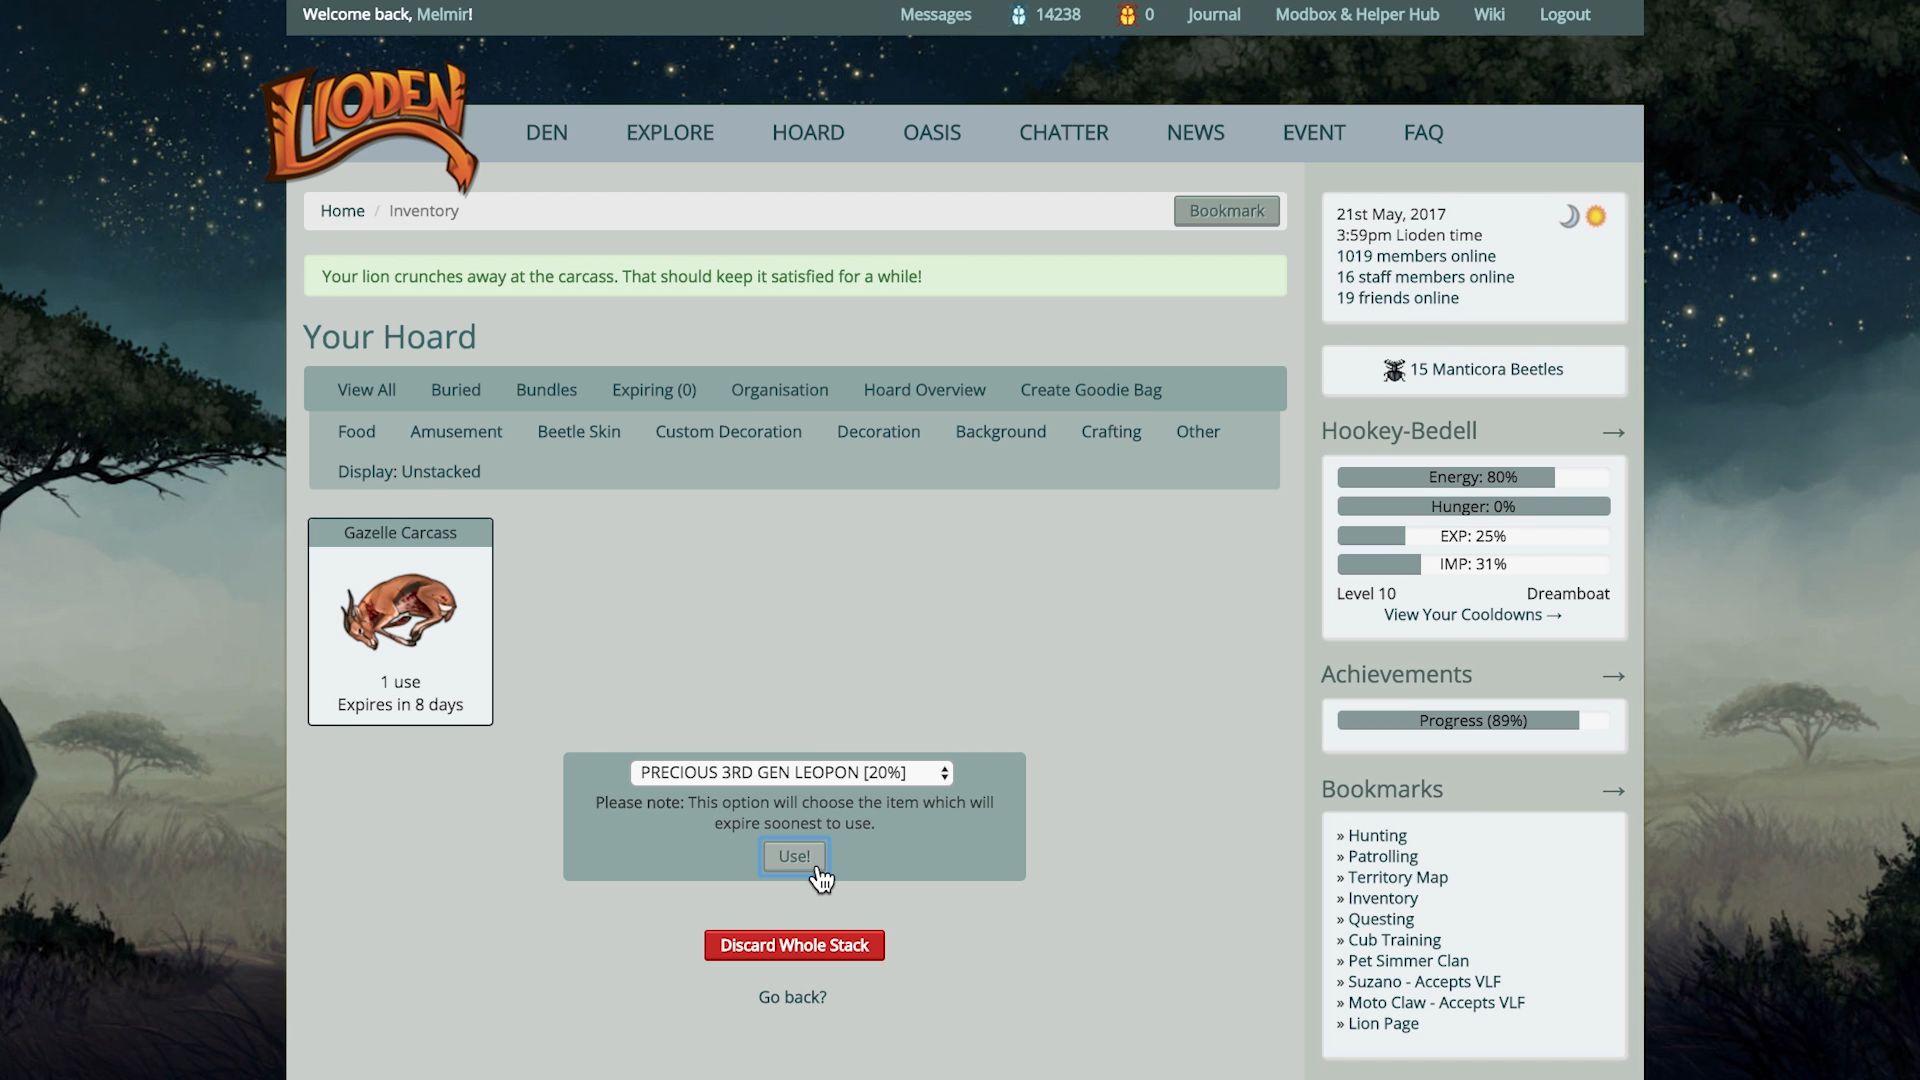 Welcome back, Melmir!
Messages
14238
0
Journal
Modbox & Helper Hub
Wiki
Logout
LIODEN
DEN
EXPLORE
HOARD
OASIS
CHATTER
NEWS
EVENT
FAQ
Home / Inventory
Bookmark
Your lion crunches away at the carcass. That should keep it satisfied for a while!
Your Hoard
View All
Buried
Bundles
Expiring (0)
Organisation
Hoard Overview
Create Goodie Bag
Food
Amusement
Beetle Skin
Custom Decoration
Decoration
Background
Crafting
Other
Display: Unstacked
Gazelle Carcass
1 use
Expires in 8 days
PRECIOUS 3RD GEN LEOPON [20%]
Please note: This option will choose the item which will
expire soonest to use.
Use!
Discard Whole Stack
Go back?
21st May, 2017
3:59pm Lioden time
1019 members online
16 staff members online
19 friends online
15 Manticora Beetles
Hookey-Bedell →
Energy: 80%
Hunger: 0%
EXP: 25%
IMP: 31%
Level 10
Dreamboat
View Your Cooldowns →
Achievements →
Progress (89%)
Bookmarks →
» Hunting
» Patrolling
» Territory Map
» Inventory
» Questing
» Cub Training
» Pet Simmer Clan
» Suzano - Accepts VLF
» Moto Claw - Accepts VLF
» Lion Page